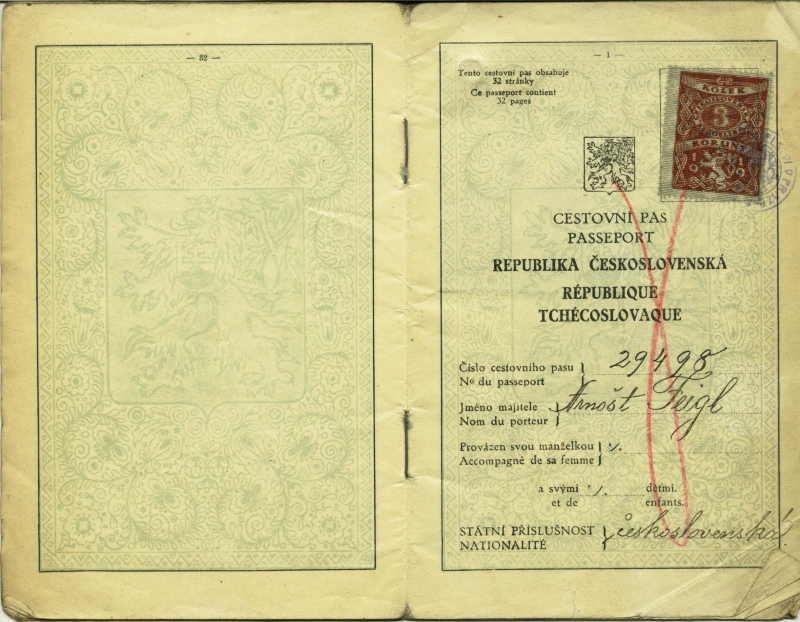 — 32 —
— 1 —
Tento cestovní pas obsahuje
32 stránky
Ce passeport contient
32 pages
KOLEK
3
KORUNY
1919
CESTOVNÍ PAS
PASSEPORT
REPUBLIKA ČESKOSLOVENSKÁ
RÉPUBLIQUE
TCHÉCOSLOVAQUE
Číslo cestovního pasu } 29498
No du passeport
Jméno majitele } Arnošt Feigl
Nom du porteur
Provázen svou manželkou } ./.
Accompagné de sa femme
a svými ./. dětmi.
et de enfants.
STÁTNÍ PŘÍSLUŠNOST } československá
NATIONALITÉ